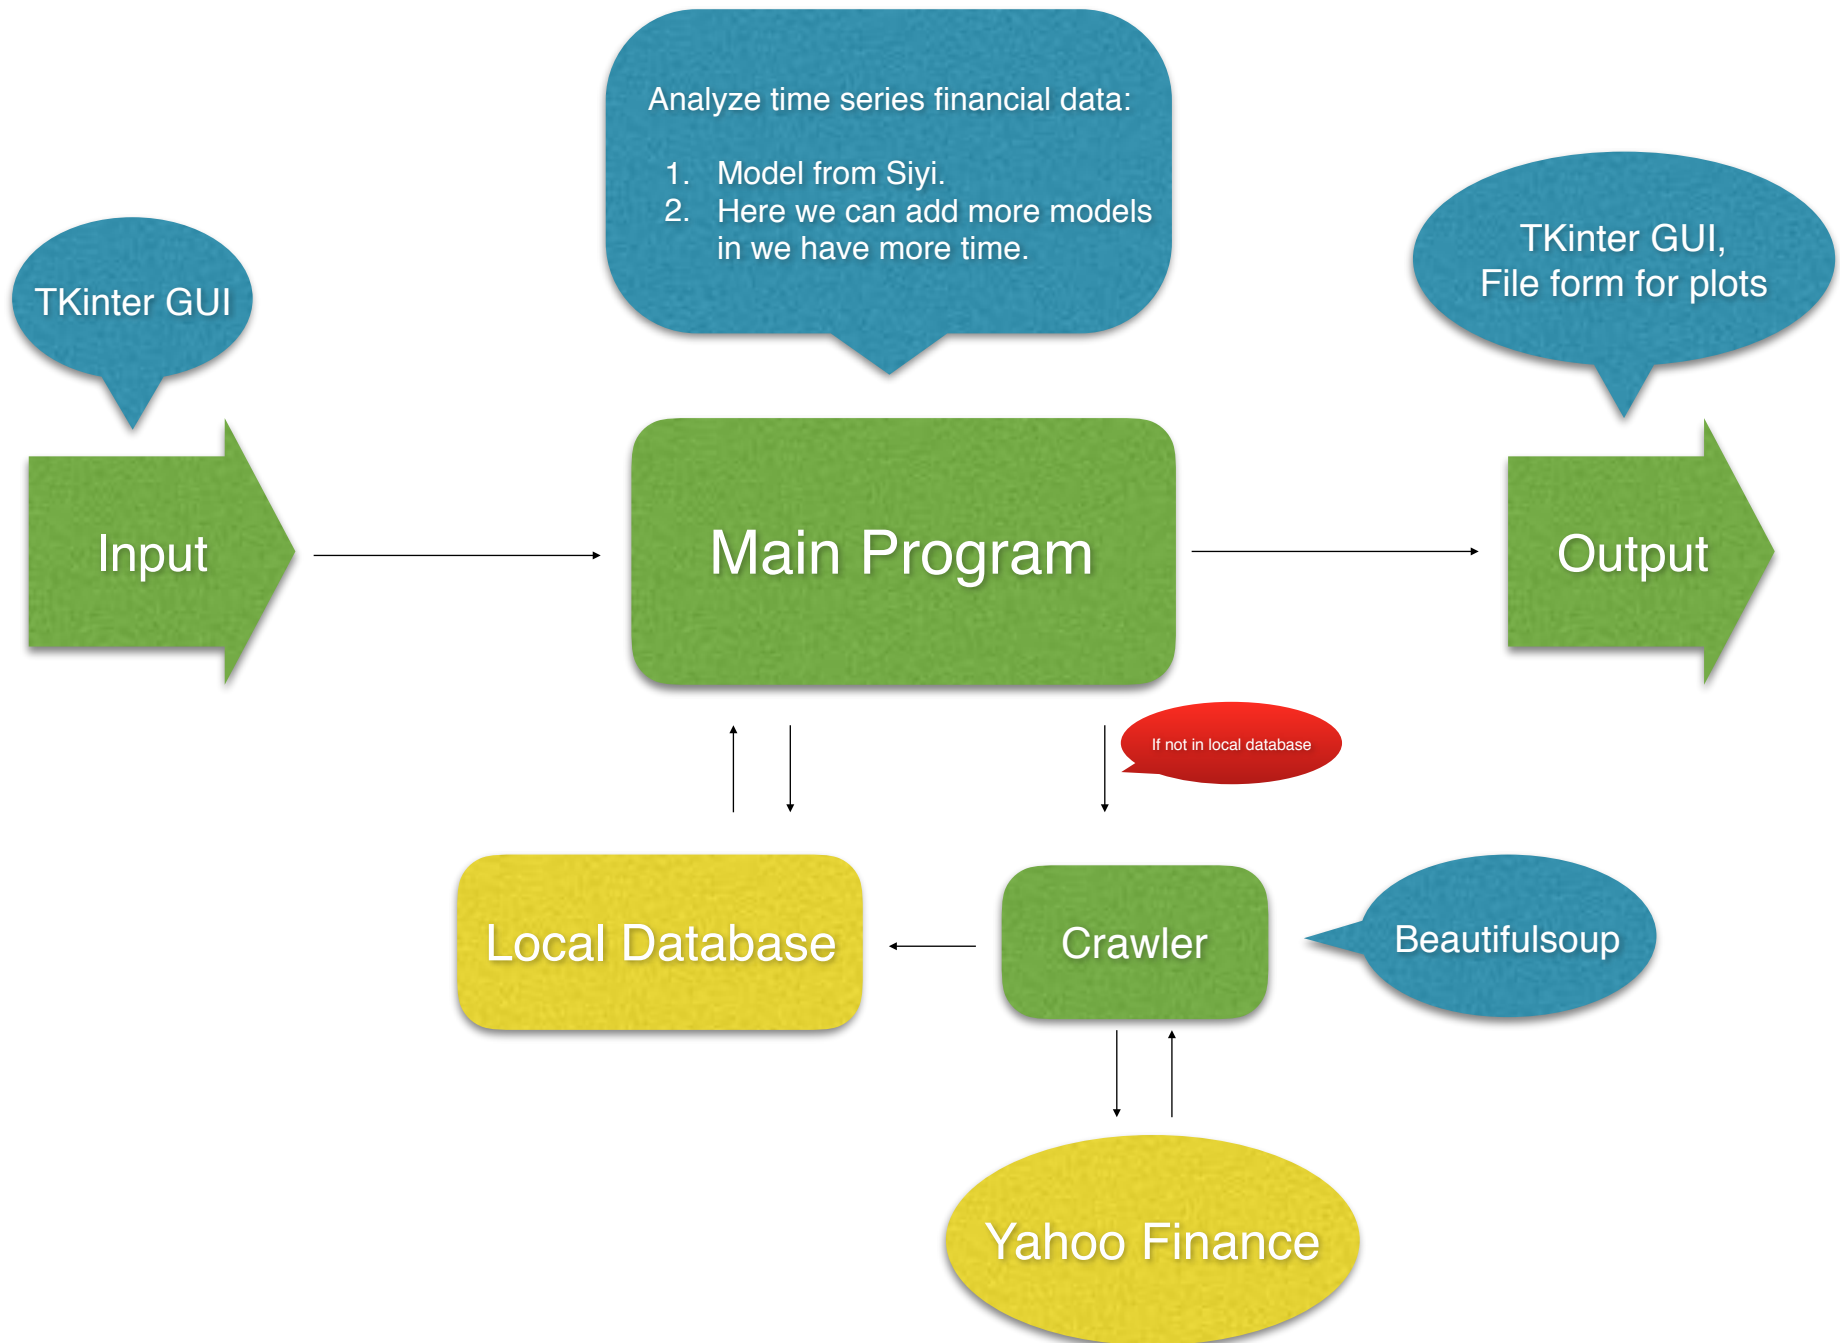 Analyze time series financial data:
1. Model from Siyi.
2. Here we can add more models
in we have more time.
TKinter GUI
TKinter GUI,
File form for plots
Input
Main Program
Output
If not in local database
Local Database
Crawler
Beautifulsoup
Yahoo Finance